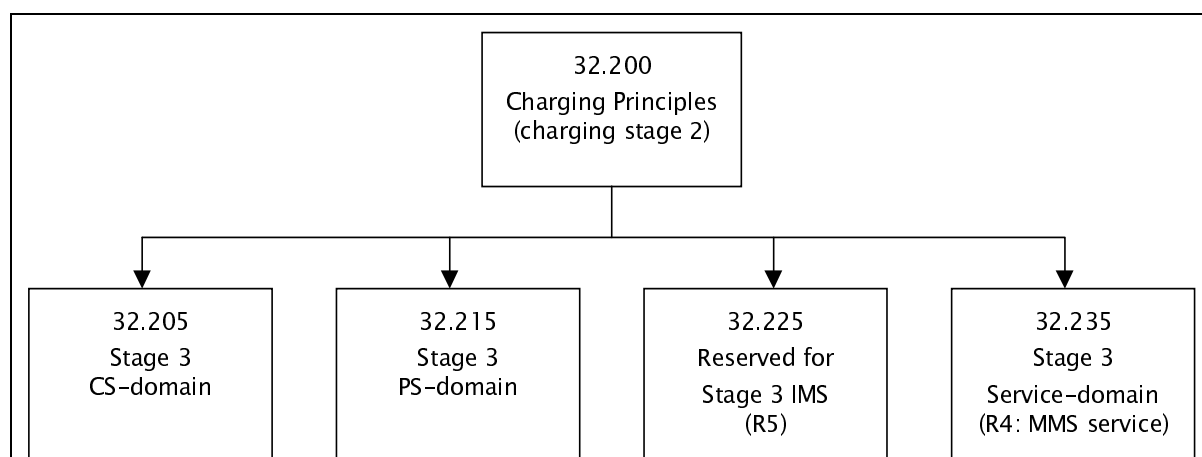 32.200
Charging Principles
(charging stage 2)
32.205
Stage 3
CS-domain
32.215
Stage 3
PS-domain
32.225
Reserved for
Stage 3 IMS
(R5)
32.235
Stage 3
Service-domain
(R4: MMS service)